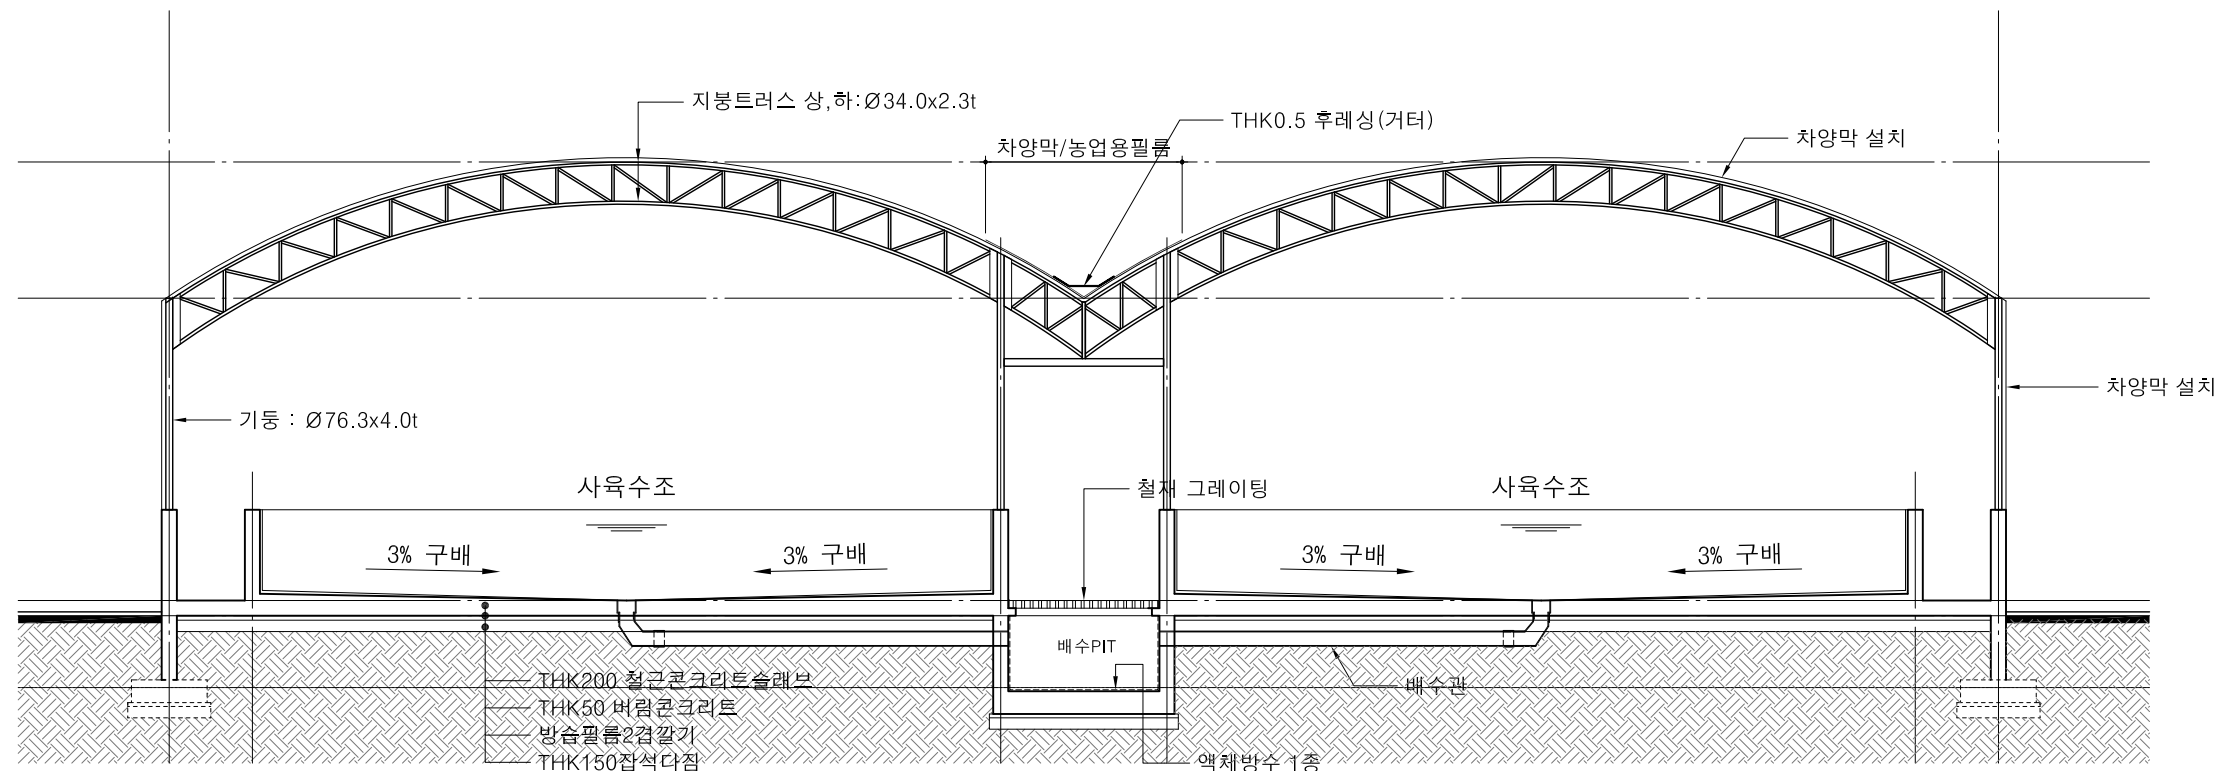 지붕트러스 상,하:Ø34.0x2.3t
THK0.5 후레싱(거터)
차양막/농업용필름
차양막 설치
차양막 설치
기둥 : Ø76.3x4.0t
사육수조
철재 그레이팅
사육수조
3% 구배
3% 구배
3% 구배
3% 구배
배수PIT
THK200 철근콘크리트슬래브
배수관
THK50 버림콘크리트
방습필름2겹깔기
THK150잡석다짐
액체방수 1종